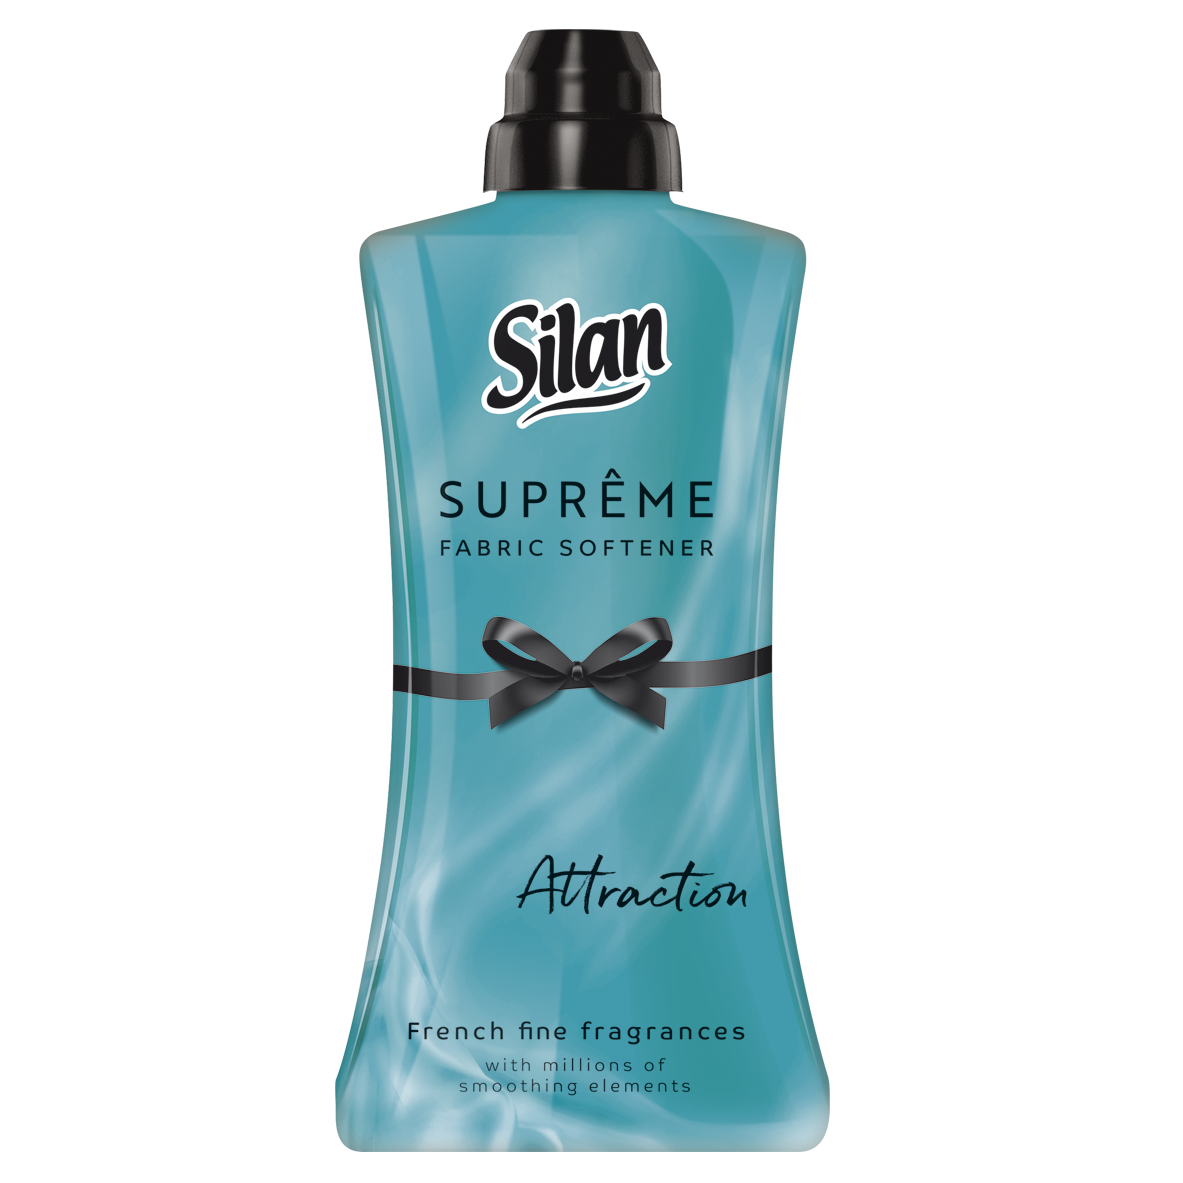 Silan
SUPRÊME
FABRIC SOFTENER
Attraction
French fine fragrances
with millions of
smoothing elements